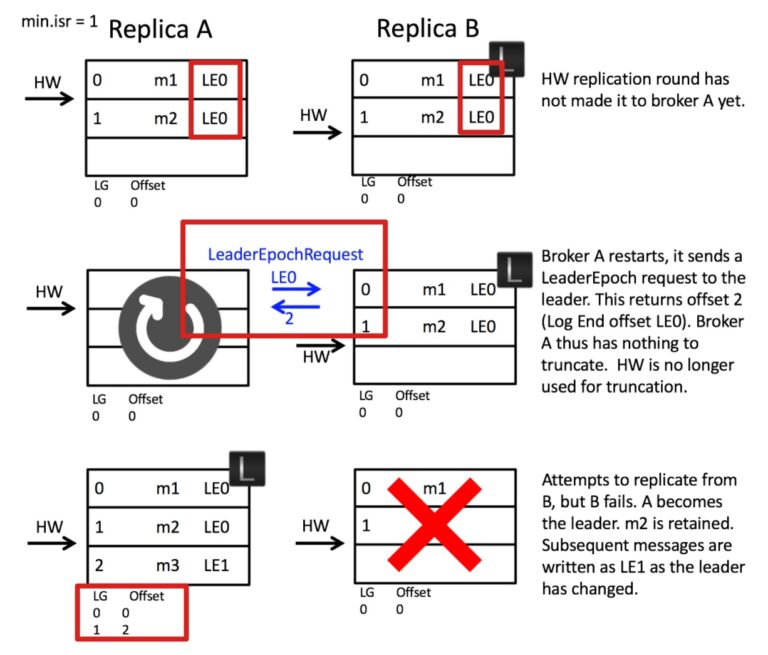 min.isr = 1
Replica A
Replica B
L
HW
0 m1 LE0
1 m2 LE0
LG Offset
0 0
HW
0 m1 LE0
1 m2 LE0
LG Offset
0 0
HW replication round has
not made it to broker A yet.
HW
LG Offset
0 0
LeaderEpochRequest
LE0
2
L
HW
0 m1 LE0
1 m2 LE0
LG Offset
0 0
Broker A restarts, it sends a
LeaderEpoch request to the
leader. This returns offset 2
(Log End offset LE0). Broker
A thus has nothing to
truncate. HW is no longer
used for truncation.
L
HW
0 m1 LE0
1 m2 LE0
2 m3 LE1
LG Offset
0 0
1 2
HW
0 m1
1
LG Offset
0 0
Attempts to replicate from
B, but B fails. A becomes
the leader. m2 is retained.
Subsequent messages are
written as LE1 as the leader
has changed.